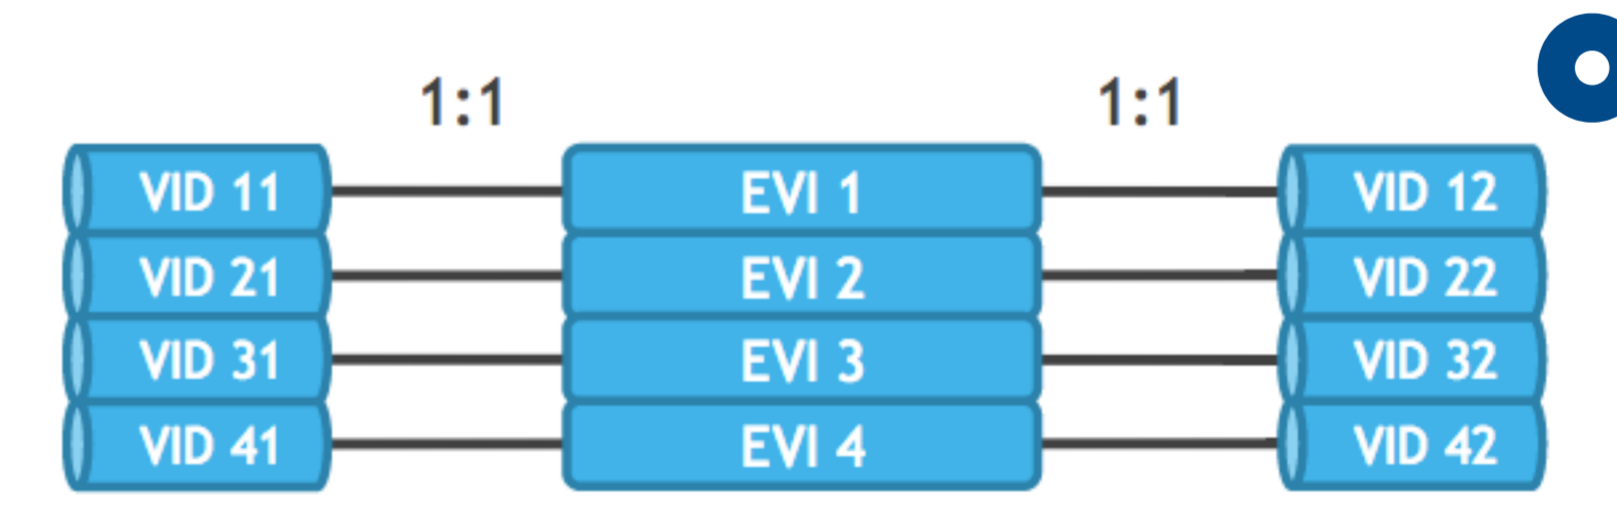 1:1 1:1
VID 11 EVI 1 VID 12
VID 21 EVI 2 VID 22
VID 31 EVI 3 VID 32
VID 41 EVI 4 VID 42